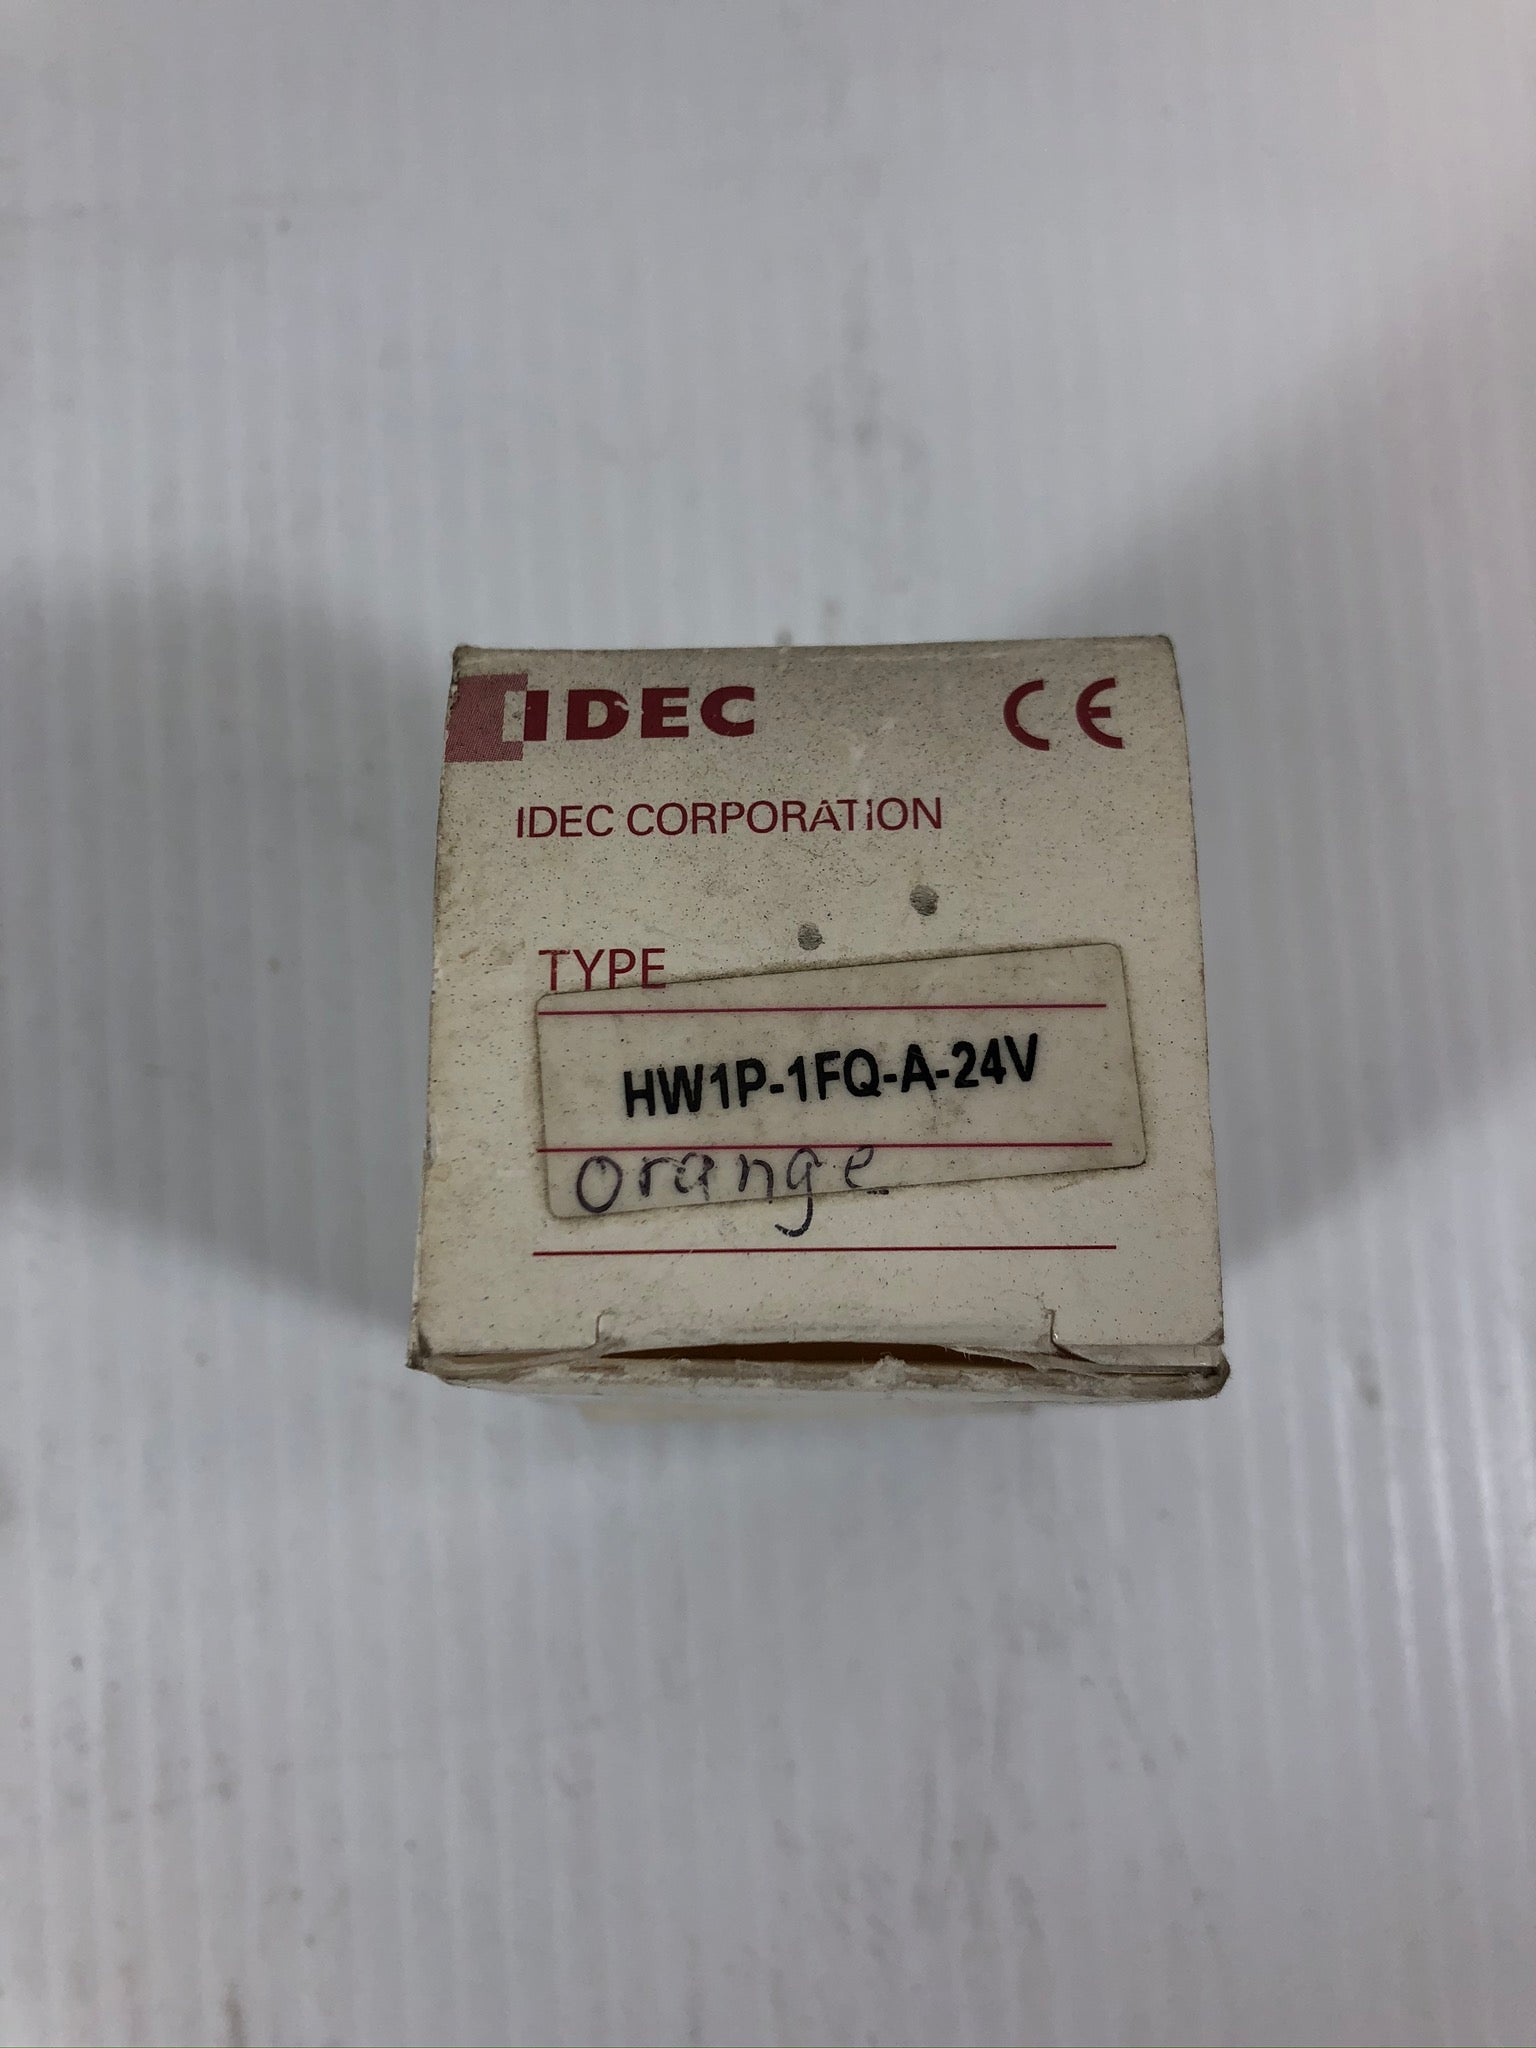 IDEC CE
IDEC CORPORATION
TYPE
HW1P-1FQ-A-24V
orange